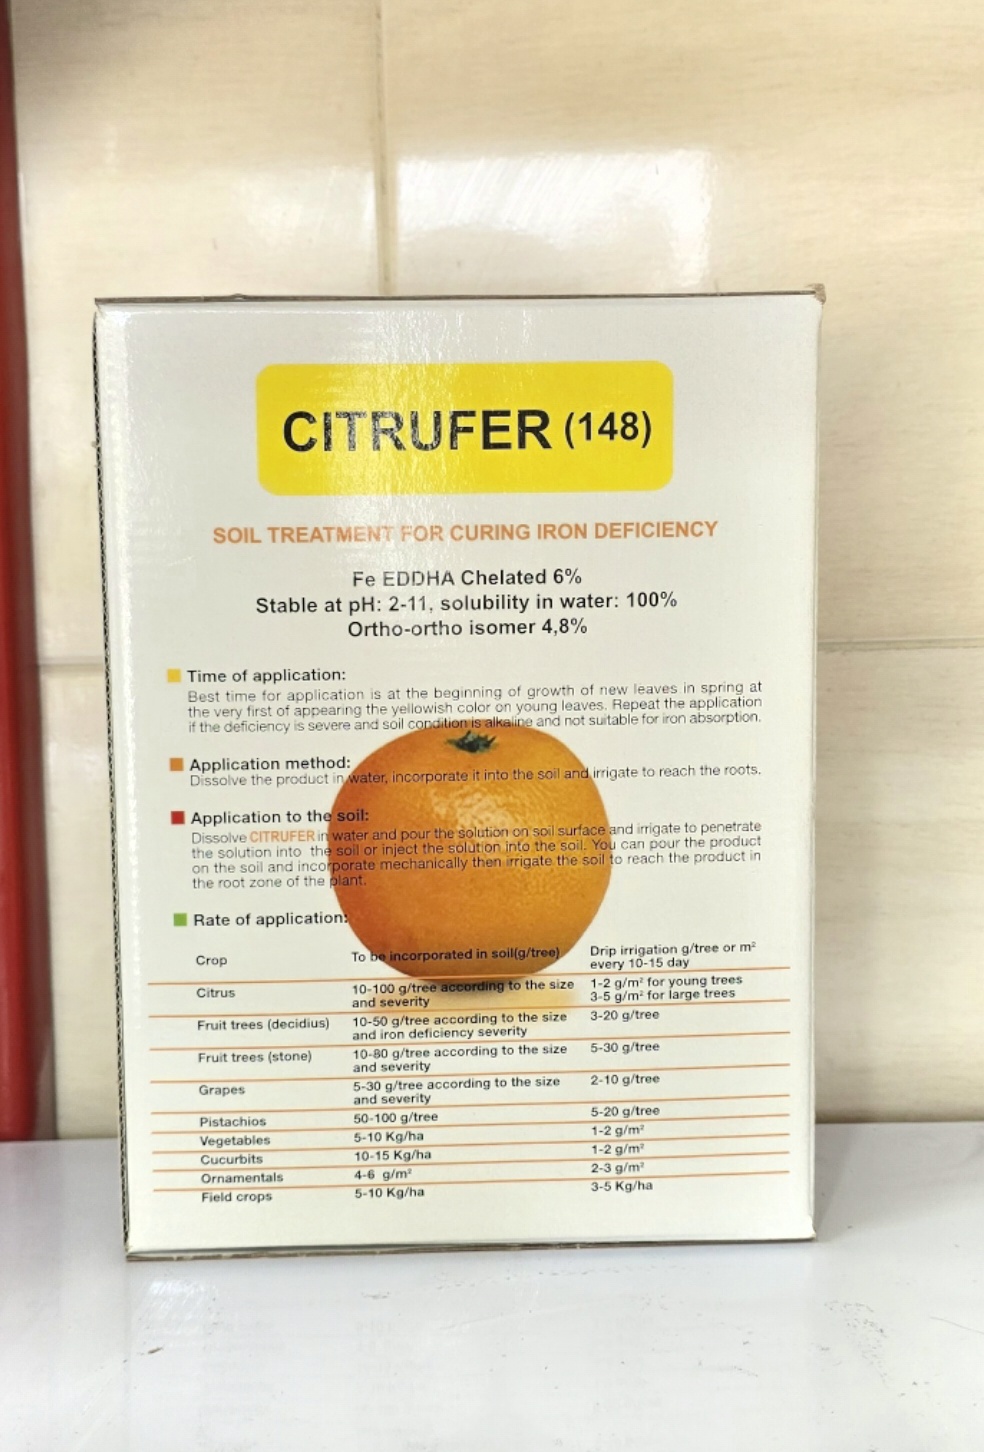 CITRUFER (148)
SOIL TREATMENT FOR CURING IRON DEFICIENCY
Fe EDDHA Chelated 6%
Stable at pH: 2-11, solubility in water: 100%
Ortho-ortho isomer 4,8%
Time of application:
Best time for application is at the beginning of growth of new leaves in spring at
the very first of appearing the yellowish color on young leaves. Repeat the application
if the deficiency is severe and soil condition is alkaline and not suitable for iron absorption.
Application method:
Dissolve the product in water, incorporate it into the soil and irrigate to reach the roots.
Application to the soil:
Dissolve CITRUFER in water and pour the solution on soil surface and irrigate to penetrate
the solution into the soil or inject the solution into the soil. You can pour the product
on the soil and incorporate mechanically then irrigate the soil to reach the product in
the root zone of the plant.
Rate of application:
Crop To be incorporated in soil(g/tree) Drip irrigation g/tree or m²
every 10-15 day
Citrus 10-100 g/tree according to the size 1-2 g/m² for young trees
and severity 3-5 g/m² for large trees
Fruit trees (decidius) 10-50 g/tree according to the size 3-20 g/tree
and iron deficiency severity
Fruit trees (stone) 10-80 g/tree according to the size 5-30 g/tree
and severity
Grapes 5-30 g/tree according to the size 2-10 g/tree
and severity
Pistachios 50-100 g/tree 5-20 g/tree
Vegetables 5-10 Kg/ha 1-2 g/m²
Cucurbits 10-15 Kg/ha 1-2 g/m²
Ornamentals 4-6 g/m² 2-3 g/m²
Field crops 5-10 Kg/ha 3-5 Kg/ha